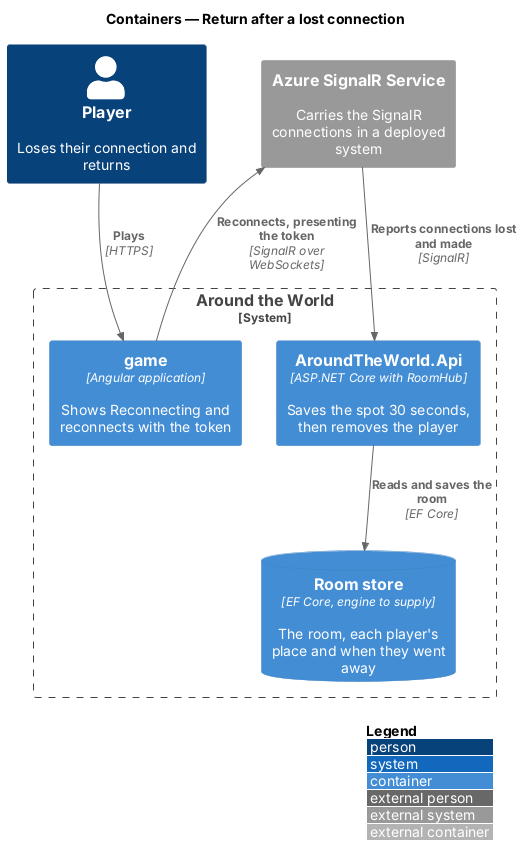 Containers — Return after a lost connection
Player
Loses their connection and
returns
Azure SignalR Service
Carries the SignalR
connections in a deployed
system
Plays
[HTTPS]
Reconnects, presenting
the token
[SignalR over
WebSockets]
Reports connections lost
and made
[SignalR]
Around the World
[System]
game
[Angular application]
Shows Reconnecting and
reconnects with the token
AroundTheWorld.Api
[ASP.NET Core with RoomHub]
Saves the spot 30 seconds,
then removes the player
Reads and saves the
room
[EF Core]
Room store
[EF Core, engine to supply]
The room, each player's
place and when they went
away
Legend
person
system
container
external person
external system
external container